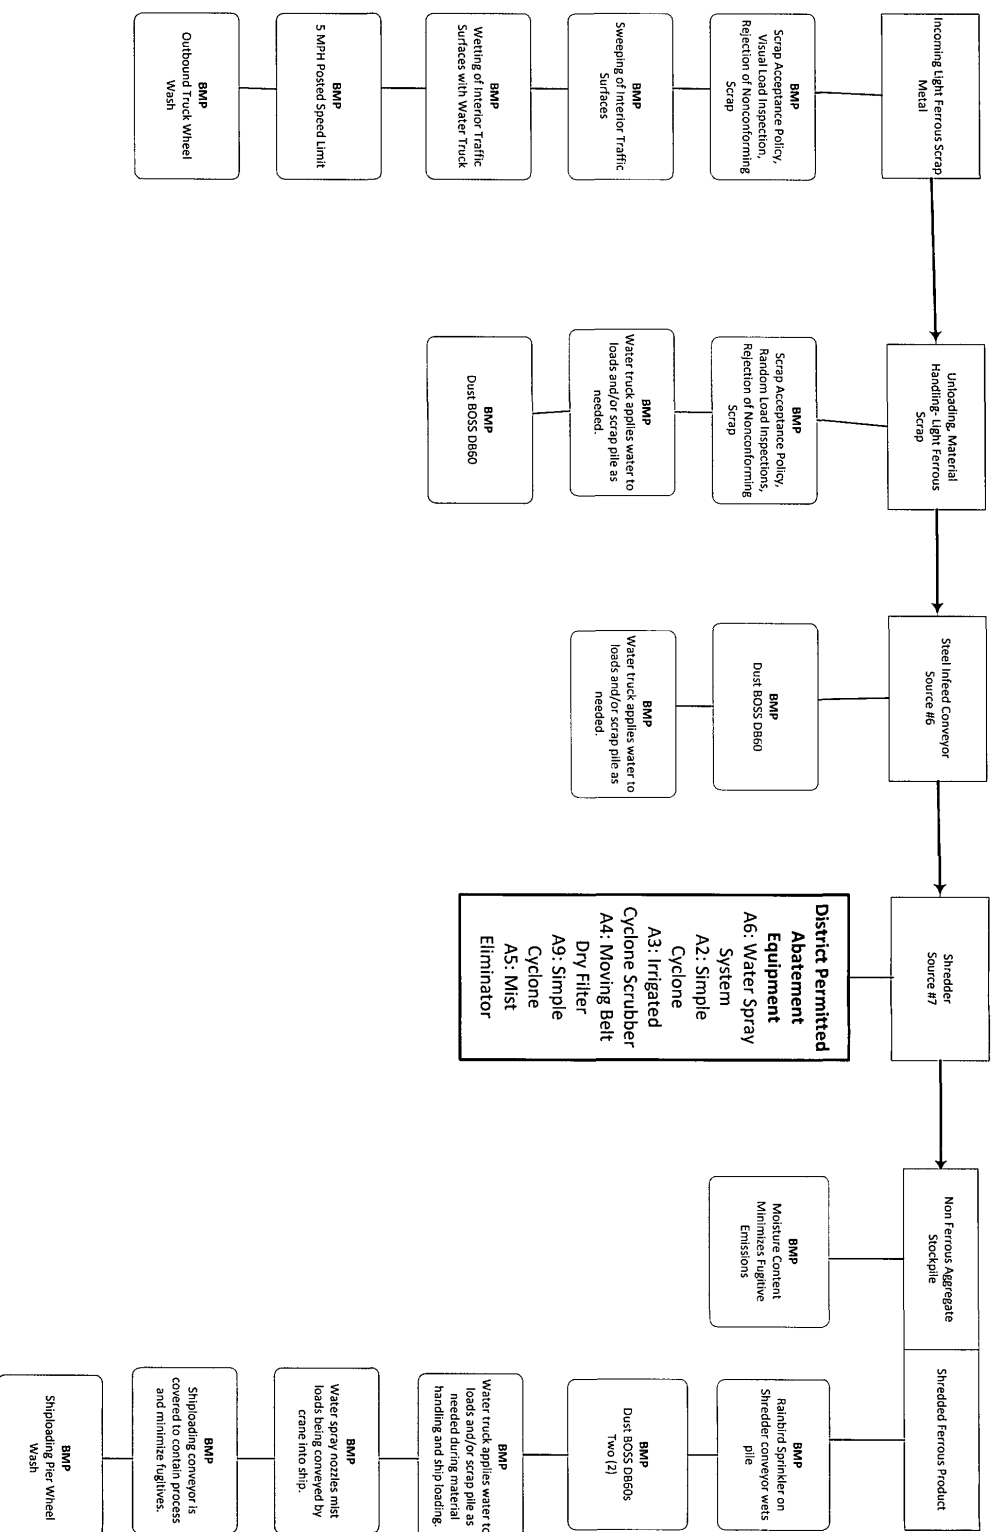 Incoming Light Ferrous Scrap
Metal
BMP
Scrap Acceptance Policy,
Visual Load Inspection,
Rejection of Nonconforming
Scrap
BMP
Sweeping of Interior Traffic
Surfaces
BMP
Wetting of Interior Traffic
Surfaces with Water Truck
BMP
5 MPH Posted Speed Limit
BMP
Outbound Truck Wheel
Wash
Unloading, Material
Handling- Light Ferrous
Scrap
BMP
Scrap Acceptance Policy,
Random Load Inspections,
Rejection of Nonconforming
Scrap
BMP
Water truck applies water to
loads and/or scrap pile as
needed.
BMP
Dust BOSS DB60
Steel Infeed Conveyor
Source #6
BMP
Dust BOSS DB60
BMP
Water truck applies water to
loads and/or scrap pile as
needed.
Shredder
Source #7
District Permitted
Abatement
Equipment
A6: Water Spray
System
A2: Simple
Cyclone
A3: Irrigated
Cyclone Scrubber
A4: Moving Belt
Dry Filter
A9: Simple
Cyclone
A5: Mist
Eliminator
Non Ferrous Aggregate
Stockpile
BMP
Moisture Content
Minimizes Fugitive
Emissions
Shredded Ferrous Product
BMP
Rainbird Sprinkler on
Shredder conveyor wets
pile
BMP
Dust BOSS DB60s
Two (2)
BMP
Water truck applies water to
loads and/or scrap pile as
needed during material
handling and ship loading.
BMP
Water spray nozzles mist
loads being conveyed by
crane into ship.
BMP
Shiploading conveyor is
covered to contain process
and minimize fugitives.
BMP
Shiploading Pier Wheel
Wash